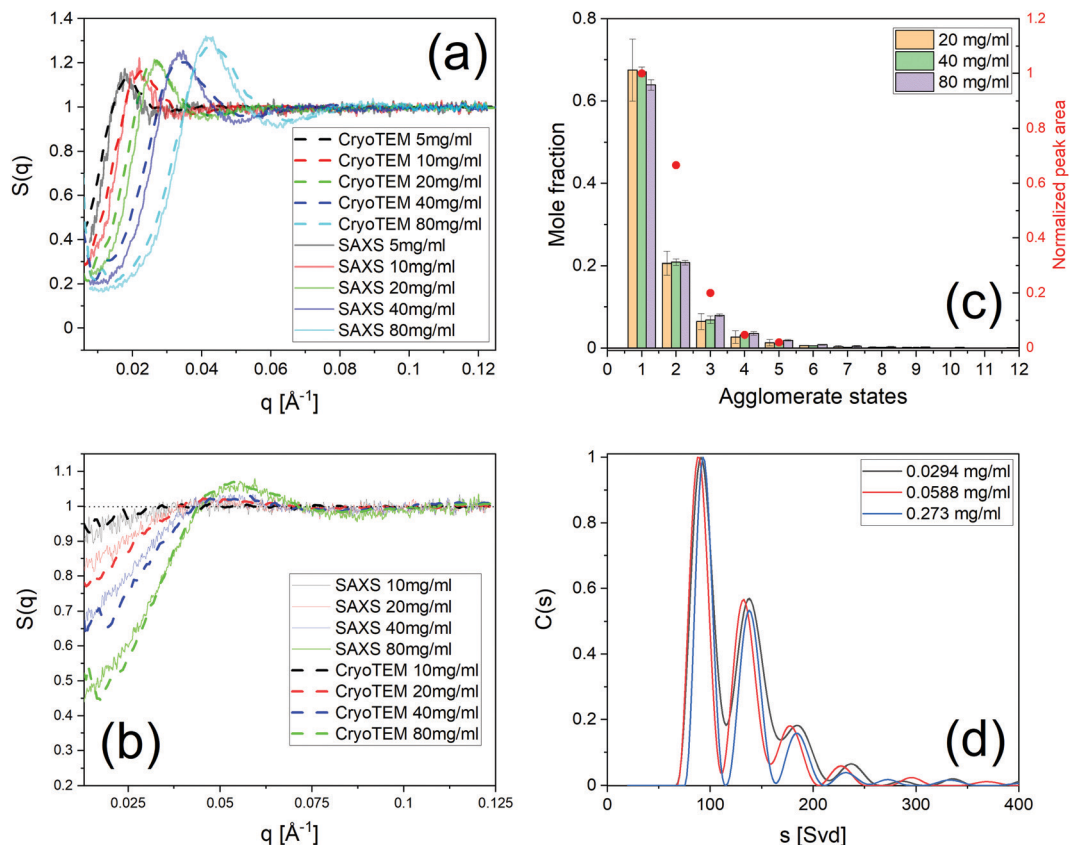 (a)
S(q)
1.4
1.2
1
0.8
0.6
0.4
0.2
0
CryoTEM 5mg/ml
CryoTEM 10mg/ml
CryoTEM 20mg/ml
CryoTEM 40mg/ml
CryoTEM 80mg/ml
SAXS 5mg/ml
SAXS 10mg/ml
SAXS 20mg/ml
SAXS 40mg/ml
SAXS 80mg/ml
0.02 0.04 0.06 0.08 0.1 0.12
q [Å⁻¹]
(c)
Mole fraction
0.8
0.6
0.4
0.2
0
20 mg/ml
40 mg/ml
80 mg/ml
Normalized peak area
1.2
1
0.8
0.6
0.4
0.2
0
0 1 2 3 4 5 6 7 8 9 10 11 12
Agglomerate states
(b)
S(q)
1.1
1
0.9
0.8
0.7
0.6
0.5
0.4
0.3
0.2
SAXS 10mg/ml
SAXS 20mg/ml
SAXS 40mg/ml
SAXS 80mg/ml
CryoTEM 10mg/ml
CryoTEM 20mg/ml
CryoTEM 40mg/ml
CryoTEM 80mg/ml
0.025 0.05 0.075 0.1 0.125
q [Å⁻¹]
(d)
C(s)
1
0.8
0.6
0.4
0.2
0
0.0294 mg/ml
0.0588 mg/ml
0.273 mg/ml
0 100 200 300 400
s [Svd]